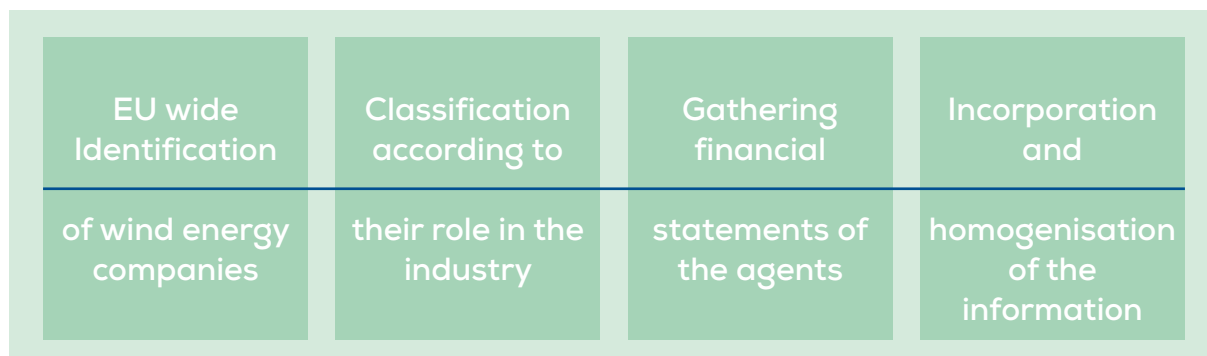 EU wide
Identification
of wind energy
companies
Classification
according to
their role in the
industry
Gathering
financial
statements of
the agents
Incorporation
and
homogenisation
of the
information